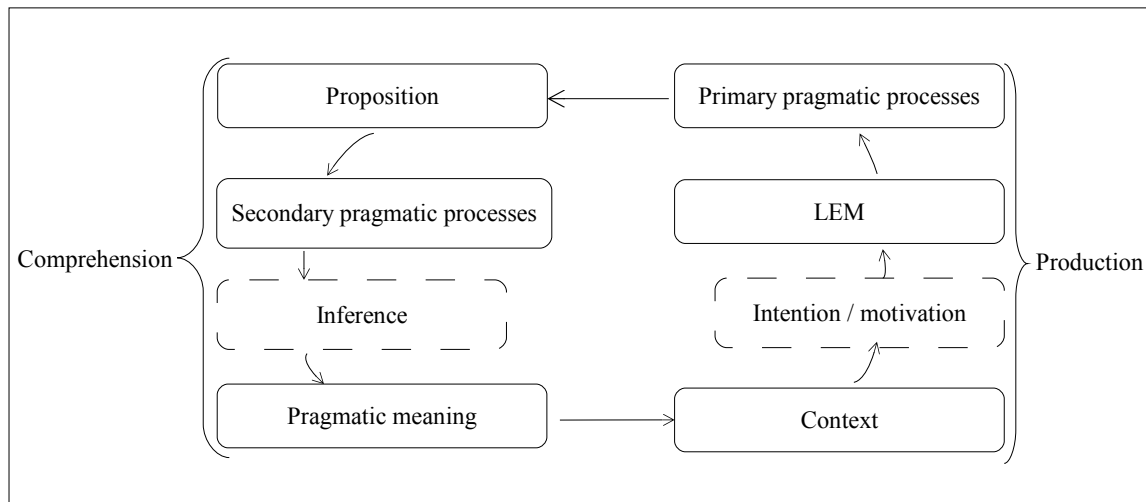 Proposition
Primary pragmatic processes
Secondary pragmatic processes
LEM
Comprehension
Production
Inference
Intention / motivation
Pragmatic meaning
Context